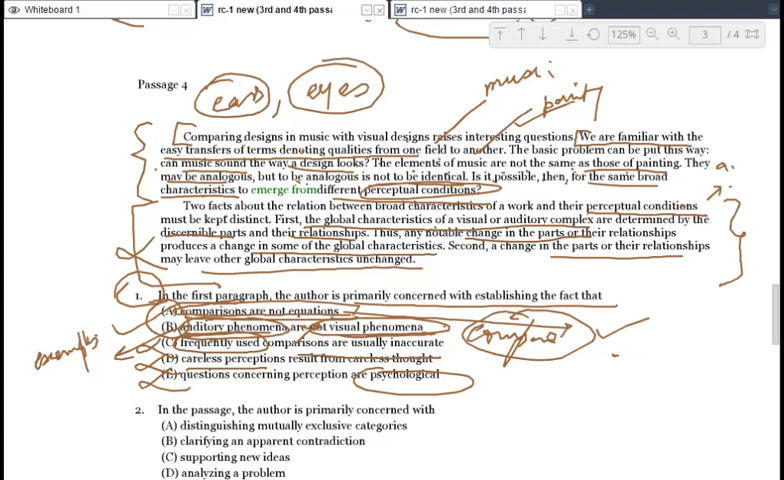 Whiteboard 1
rc-1 new (3rd and 4th passa
rc-1 new (3rd and 4th passa
125%
3 / 4
Passage 4
ears, eyes
music
paint
Comparing designs in music with visual designs raises interesting questions. We are familiar with the
easy transfers of terms denoting qualities from one field to another. The basic problem can be put this way:
can music sound the way a design looks? The elements of music are not the same as those of painting. They
may be analogous, but to be analogous is not to be identical. Is it possible, then, for the same broad
characteristics to emerge from different perceptual conditions?
Two facts about the relation between broad characteristics of a work and their perceptual conditions
must be kept distinct. First, the global characteristics of a visual or auditory complex are determined by the
discernible parts and their relationships. Thus, any notable change in the parts or their relationships
produces a change in some of the global characteristics. Second, a change in the parts or their relationships
may leave other global characteristics unchanged.
1. In the first paragraph, the author is primarily concerned with establishing the fact that
(A) comparisons are not equations
(B) auditory phenomena are not visual phenomena
(C) frequently used comparisons are usually inaccurate
(D) careless perceptions result from careless thought
(E) questions concerning perception are psychological
examples
compare
2. In the passage, the author is primarily concerned with
(A) distinguishing mutually exclusive categories
(B) clarifying an apparent contradiction
(C) supporting new ideas
(D) analyzing a problem